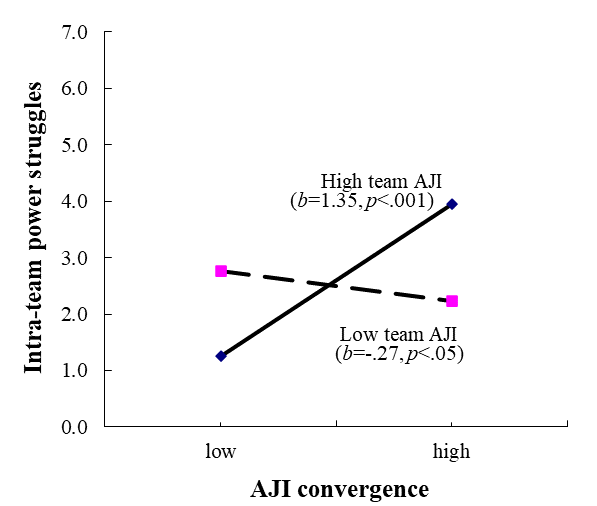 7.0
6.0
5.0
4.0
3.0
2.0
1.0
0.0
Intra-team power struggles
High team AJI
(b=1.35, p<.001)
Low team AJI
(b=-.27, p<.05)
low
high
AJI convergence